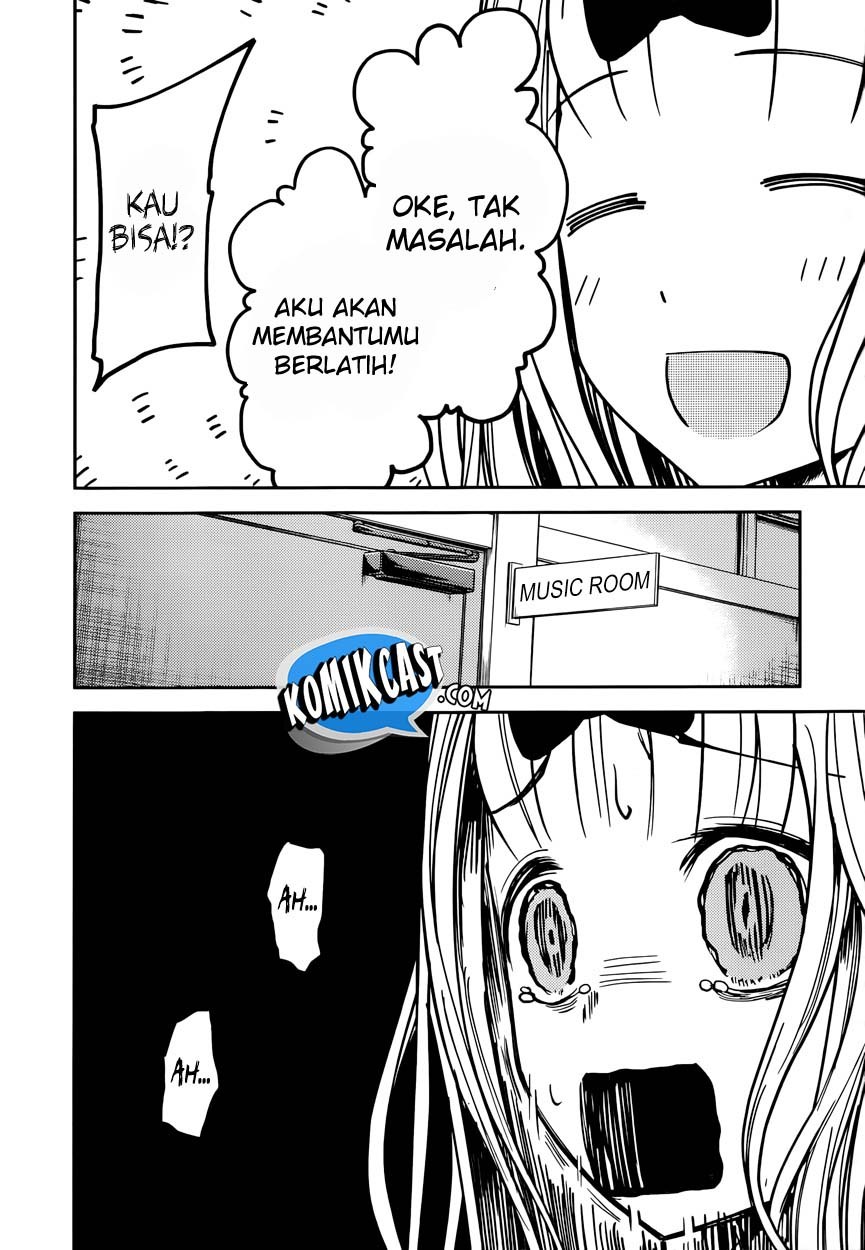 OKE, TAK
MASALAH.
AKU AKAN
MEMBANTUMU
BERLATIH!
KAU
BISA!?
MUSIC ROOM
KOMIKCAST
.COM
AH...
AH...